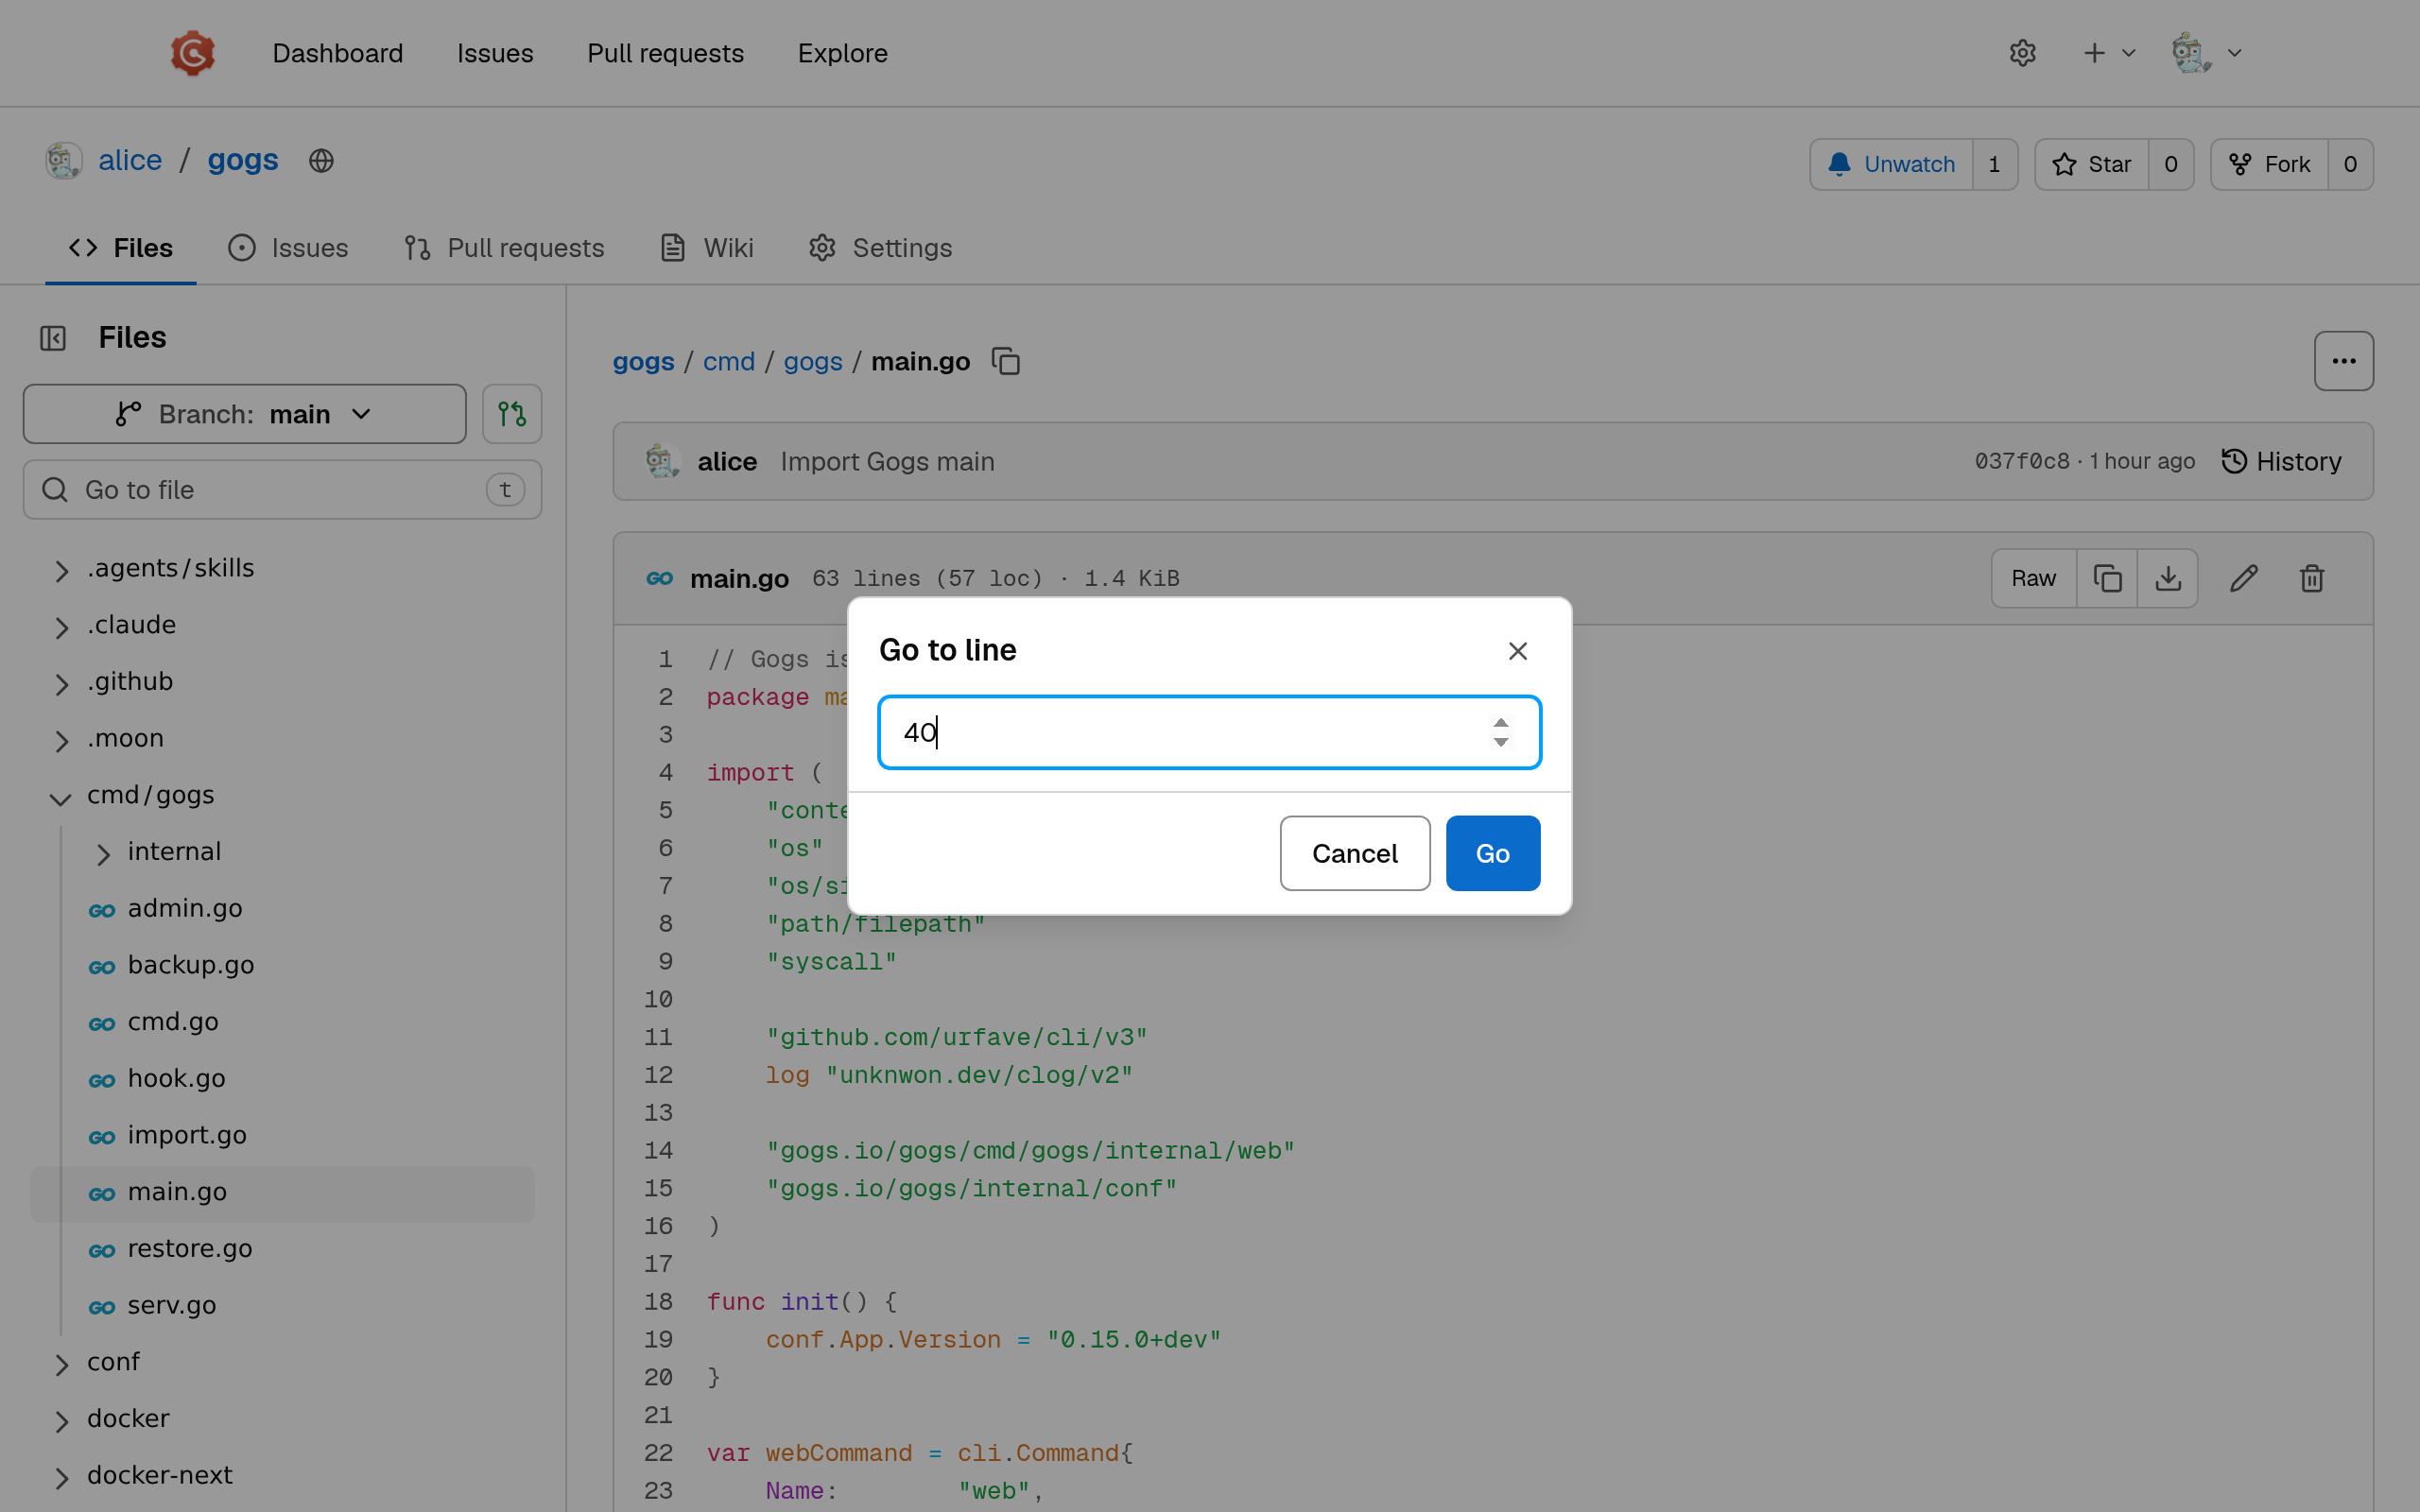 Dashboard Issues Pull requests Explore
alice / gogs
Unwatch 1 Star 0 Fork 0
Files Issues Pull requests Wiki Settings
Files
Branch: main
Go to file t
.agents/skills
.claude
.github
.moon
cmd/gogs
internal
admin.go
backup.go
cmd.go
hook.go
import.go
main.go
restore.go
serv.go
conf
docker
docker-next
gogs / cmd / gogs / main.go
alice Import Gogs main 037f0c8 · 1 hour ago History
main.go 63 lines (57 loc) · 1.4 KiB Raw
Go to line
40
Cancel Go
1 // Gogs
2 package
3
4 import (
5 "
6 "os"
7 "os/
8 "path/filepath"
9 "syscall"
10
11 "github.com/urfave/cli/v3"
12 log "unknwon.dev/clog/v2"
13
14 "gogs.io/gogs/cmd/gogs/internal/web"
15 "gogs.io/gogs/internal/conf"
16 )
17
18 func init() {
19 conf.App.Version = "0.15.0+dev"
20 }
21
22 var webCommand = cli.Command{
23 Name: "web",